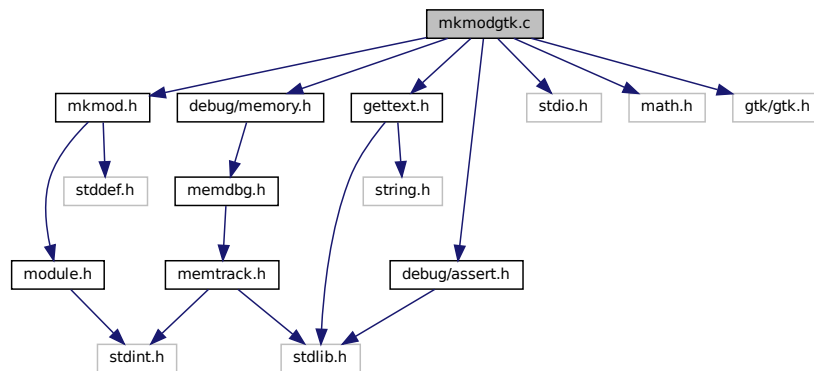 mkmodgtk.c
mkmod.h
debug/memory.h
gettext.h
stdio.h
math.h
gtk/gtk.h
stddef.h
memdbg.h
string.h
module.h
memtrack.h
debug/assert.h
stdint.h
stdlib.h